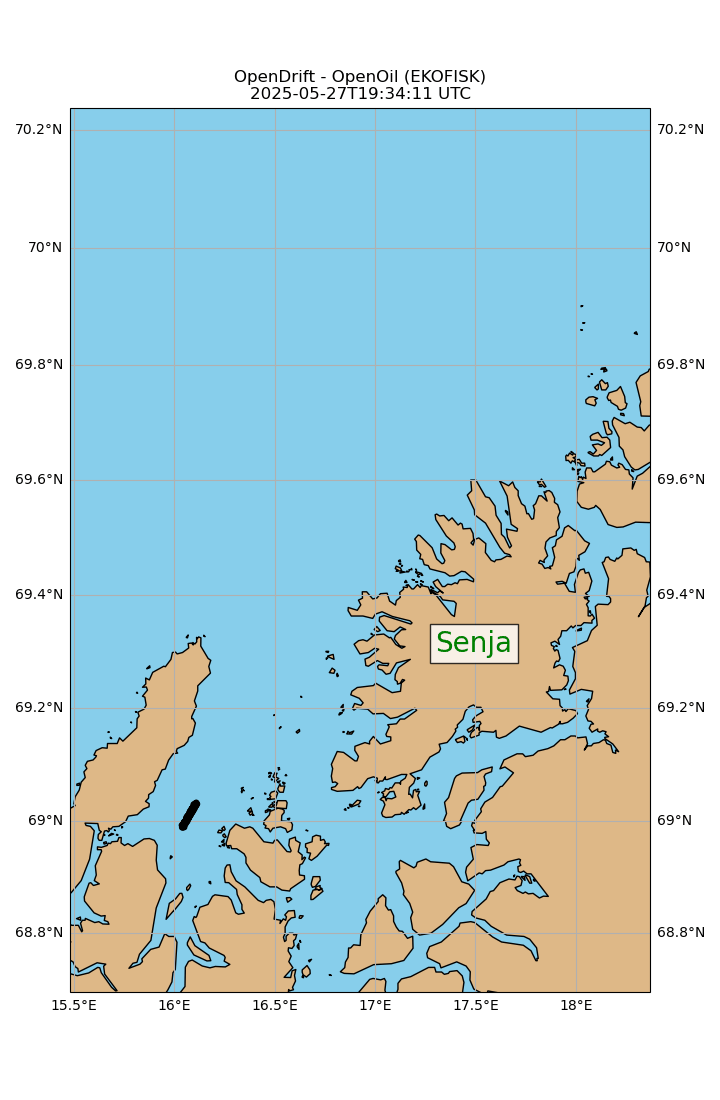 OpenDrift - OpenOil (EKOFISK)
2025-05-27T19:34:11 UTC
70.2°N 70.2°N
70°N 70°N
69.8°N 69.8°N
69.6°N 69.6°N
69.4°N 69.4°N
Senja
69.2°N 69.2°N
69°N 69°N
68.8°N 68.8°N
15.5°E 16°E 16.5°E 17°E 17.5°E 18°E